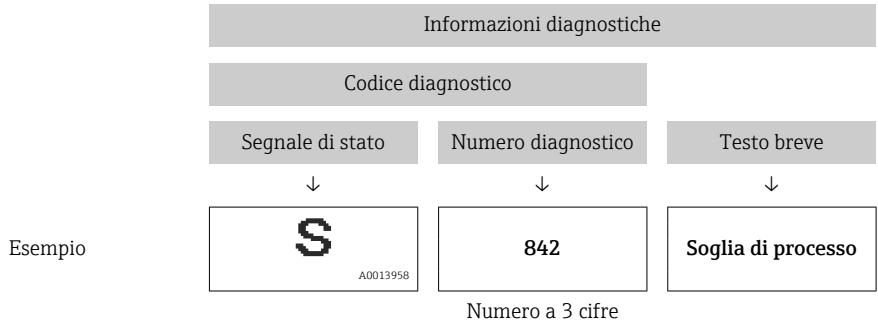 Informazioni diagnostiche
Codice diagnostico
Segnale di stato Numero diagnostico Testo breve
↓ ↓ ↓
Esempio S 842 Soglia di processo
A0013958
Numero a 3 cifre